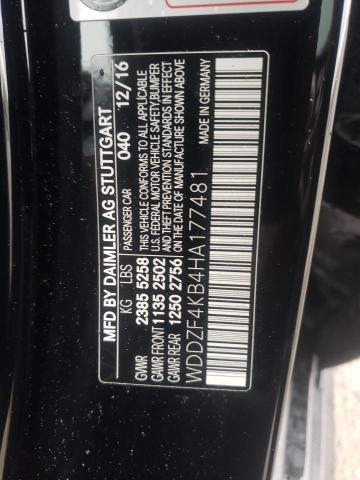 MFD BY DAIMLER AG STUTTGART
PASSENGER CAR 040 12/16
KG LBS
GVWR 2385 5258
GAWR FRONT 1135 2502
GAWR REAR 1250 2756
THIS VEHICLE CONFORMS TO ALL APPLICABLE
U.S. FEDERAL MOTOR VEHICLE SAFETY, BUMPER
AND THEFT PREVENTION STANDARDS IN EFFECT
ON THE DATE OF MANUFACTURE SHOWN ABOVE
WDDZF4KB4HA177481
MADE IN GERMANY